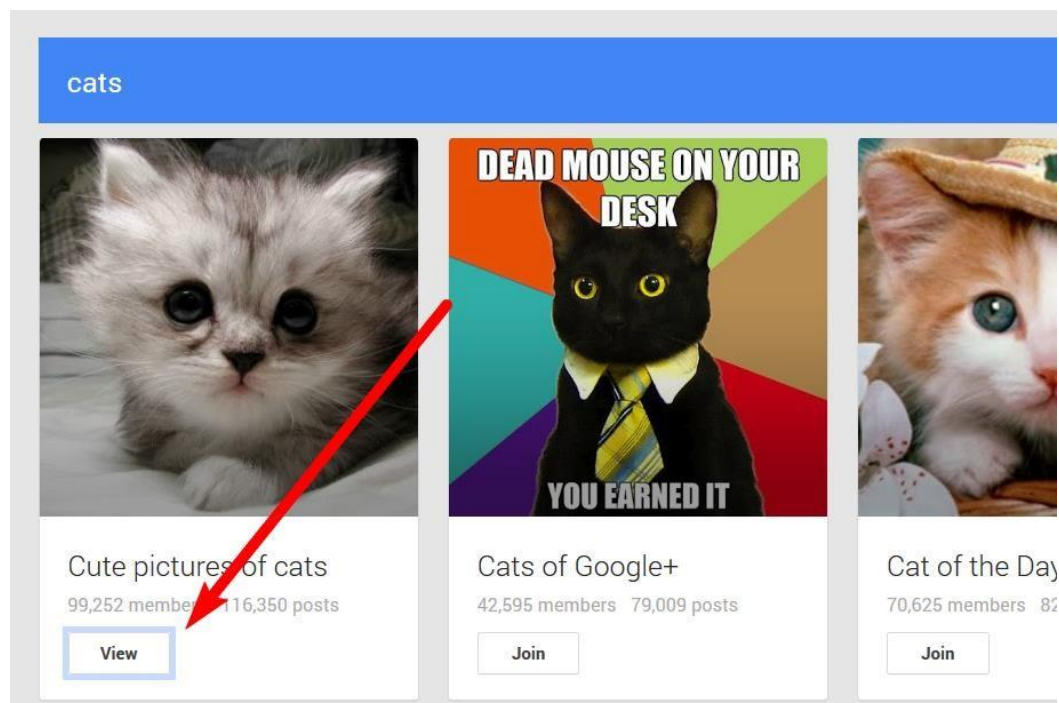 cats
DEAD MOUSE ON YOUR
DESK
YOU EARNED IT
Cute pictures of cats
99,252 members 116,350 posts
View
Cats of Google+
42,595 members 79,009 posts
Join
Cat of the Day
70,625 members 82
Join